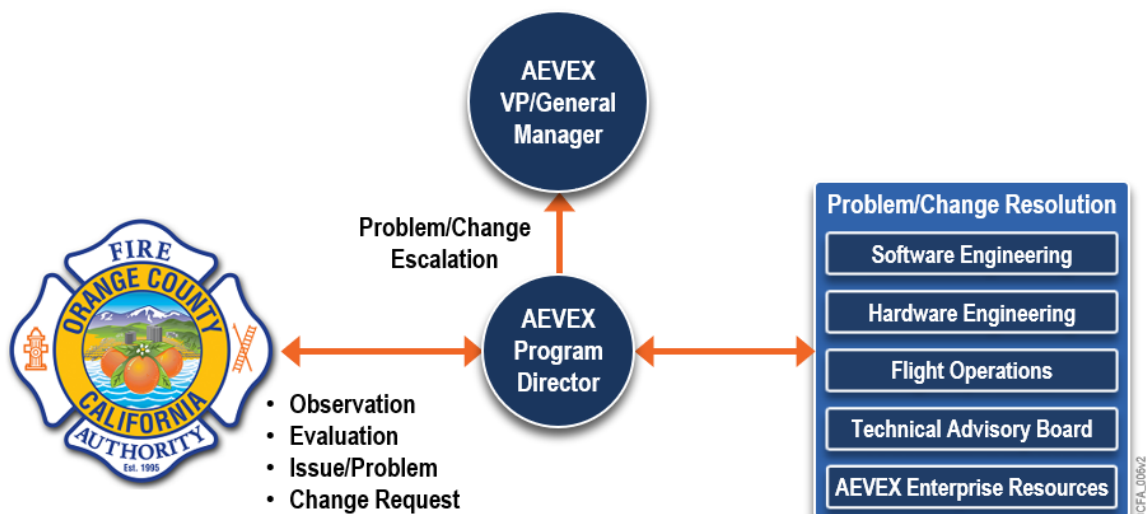 AEVEX
VP/General
Manager
Problem/Change
Escalation
AEVEX
Program
Director
FIRE
ORANGE COUNTY
CALIFORNIA
AUTHORITY
Est. 1995
• Observation
• Evaluation
• Issue/Problem
• Change Request
Problem/Change Resolution
Software Engineering
Hardware Engineering
Flight Operations
Technical Advisory Board
AEVEX Enterprise Resources
CFA_006v2